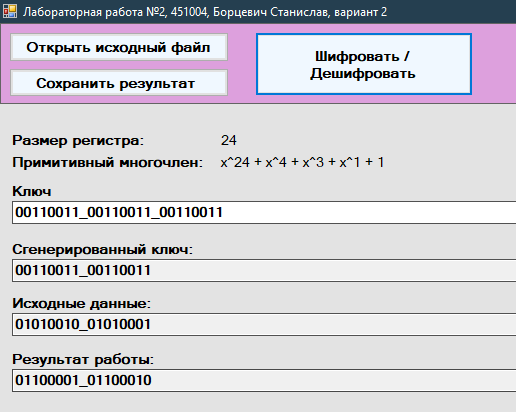 Лабораторная работа №2, 451004, Борцевич Станислав, вариант 2
Открыть исходный файл
Сохранить результат
Шифровать /
Дешифровать
Размер регистра: 24
Примитивный многочлен: x^24 + x^4 + x^3 + x^1 + 1
Ключ
00110011_00110011_00110011
Сгенерированный ключ:
00110011_00110011
Исходные данные:
01010010_01010001
Результат работы:
01100001_01100010